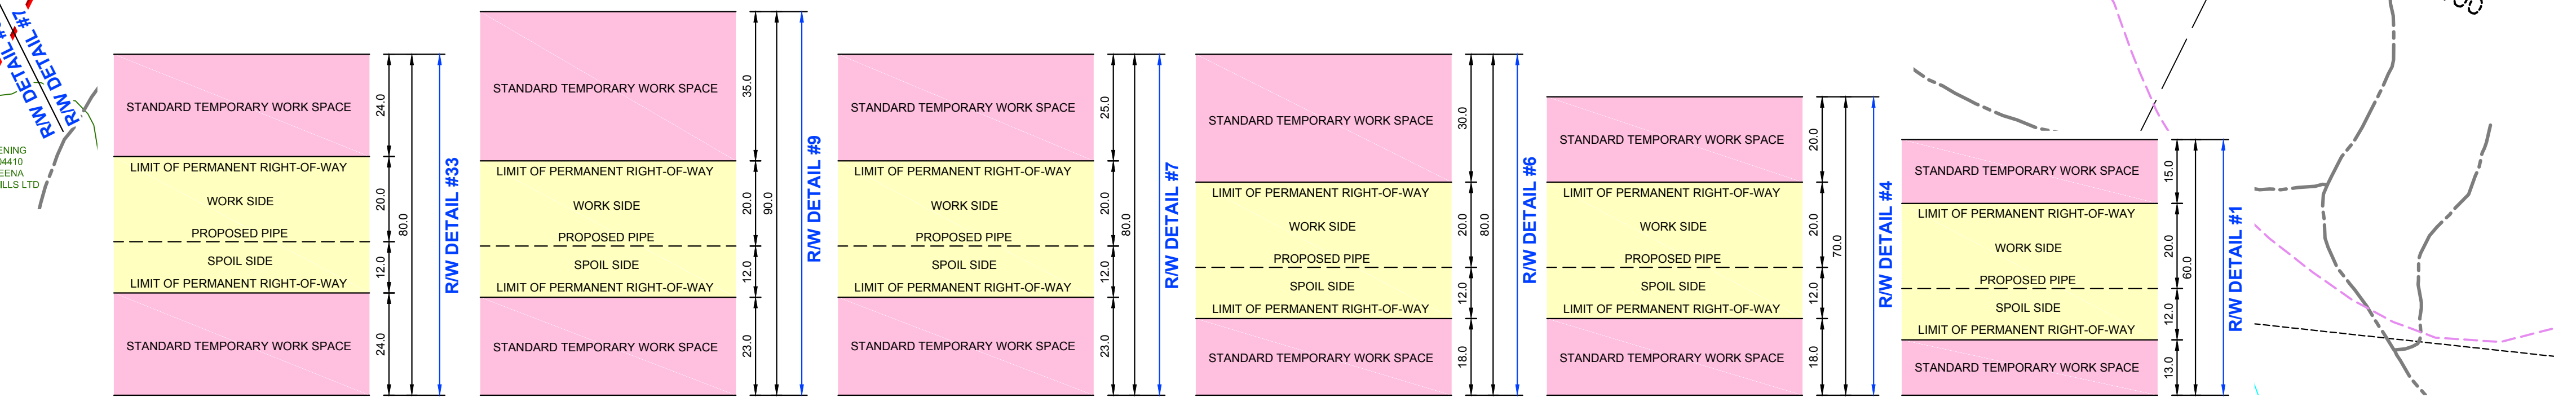 R/W DETAIL #7
ENING
04410
EENA
ILLS LTD
STANDARD TEMPORARY WORK SPACE
LIMIT OF PERMANENT RIGHT-OF-WAY
WORK SIDE
PROPOSED PIPE
SPOIL SIDE
LIMIT OF PERMANENT RIGHT-OF-WAY
STANDARD TEMPORARY WORK SPACE
24.0
20.0
12.0
24.0
80.0
R/W DETAIL #33
STANDARD TEMPORARY WORK SPACE
LIMIT OF PERMANENT RIGHT-OF-WAY
WORK SIDE
PROPOSED PIPE
SPOIL SIDE
LIMIT OF PERMANENT RIGHT-OF-WAY
STANDARD TEMPORARY WORK SPACE
35.0
20.0
12.0
23.0
90.0
R/W DETAIL #9
STANDARD TEMPORARY WORK SPACE
LIMIT OF PERMANENT RIGHT-OF-WAY
WORK SIDE
PROPOSED PIPE
SPOIL SIDE
LIMIT OF PERMANENT RIGHT-OF-WAY
STANDARD TEMPORARY WORK SPACE
25.0
20.0
12.0
23.0
80.0
R/W DETAIL #7
STANDARD TEMPORARY WORK SPACE
LIMIT OF PERMANENT RIGHT-OF-WAY
WORK SIDE
PROPOSED PIPE
SPOIL SIDE
LIMIT OF PERMANENT RIGHT-OF-WAY
STANDARD TEMPORARY WORK SPACE
30.0
20.0
12.0
18.0
80.0
R/W DETAIL #6
STANDARD TEMPORARY WORK SPACE
LIMIT OF PERMANENT RIGHT-OF-WAY
WORK SIDE
PROPOSED PIPE
SPOIL SIDE
LIMIT OF PERMANENT RIGHT-OF-WAY
STANDARD TEMPORARY WORK SPACE
20.0
20.0
12.0
18.0
70.0
R/W DETAIL #4
STANDARD TEMPORARY WORK SPACE
LIMIT OF PERMANENT RIGHT-OF-WAY
WORK SIDE
PROPOSED PIPE
SPOIL SIDE
LIMIT OF PERMANENT RIGHT-OF-WAY
STANDARD TEMPORARY WORK SPACE
15.0
20.0
12.0
13.0
60.0
R/W DETAIL #1
R/W DETAIL